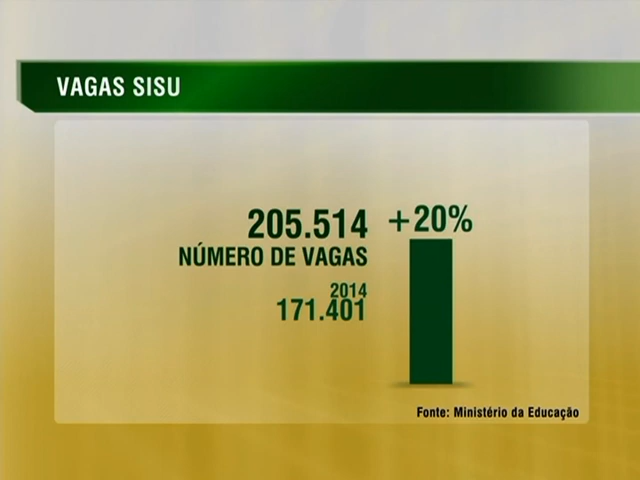 VAGAS SISU
205.514 +20%
NÚMERO DE VAGAS
2014
171.401
Fonte: Ministério da Educação